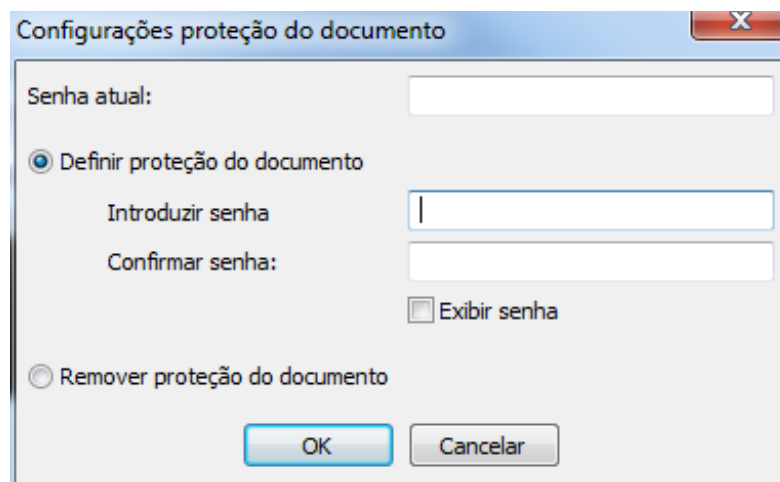 Configurações proteção do documento
Senha atual:
Definir proteção do documento
Introduzir senha
Confirmar senha:
Exibir senha
Remover proteção do documento
OK Cancelar